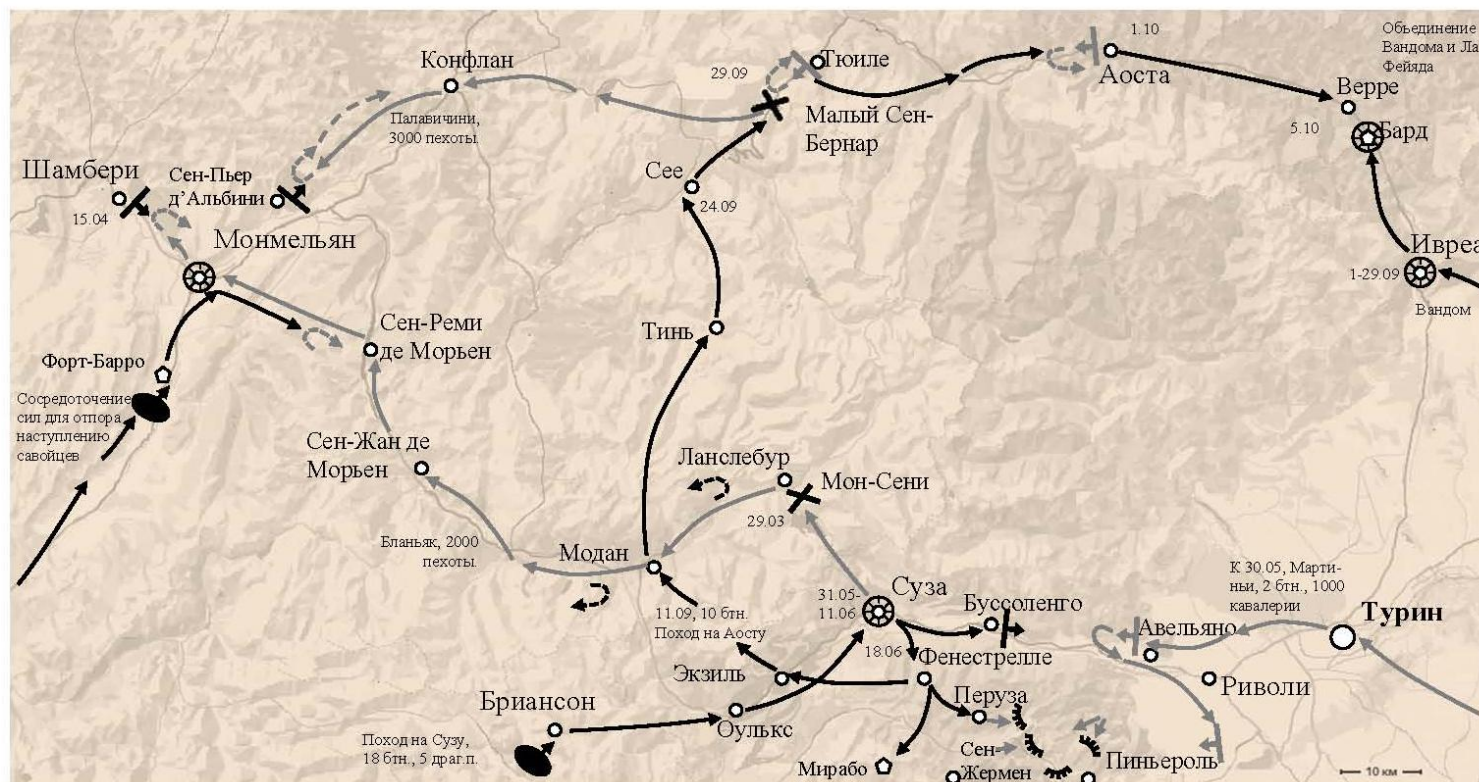 1.10
Объединение
Вандома и Ла
Фейяда
Тюиле
29.09
Конфлан
Аоста
Верре
5.10
Бард
Палавичини,
3000 пехоты.
Малый Сен-
Бернар
Шамбери
Сен-Пьер
д'Альбини
Сее
24.09
15.04
Монмельян
Ивреа
1-29.09
Вандом
Сен-Реми
де Морьен
Тинь
Форт-Барро
Сосредоточение
сил для отпора
наступлению
савойцев
Сен-Жан де
Морьен
Ланслебур
Мон-Сени
29.03
Бланьяк, 2000
пехоты.
Модан
К 30.05, Марти-
ньи, 2 бтн., 1000
кавалерии
Суза
31.05-
11.06
Буссоленго
Турин
11.09, 10 бтн.
Поход на Аосту
Авельяно
18.06
Фенестрелле
Экзиль
Риволи
Перуза
Бриансон
Оулькс
Поход на Сузу,
18 бтн., 5 драг.п.
Сен-
Жермен
Мирабо
Пиньероль
10 км